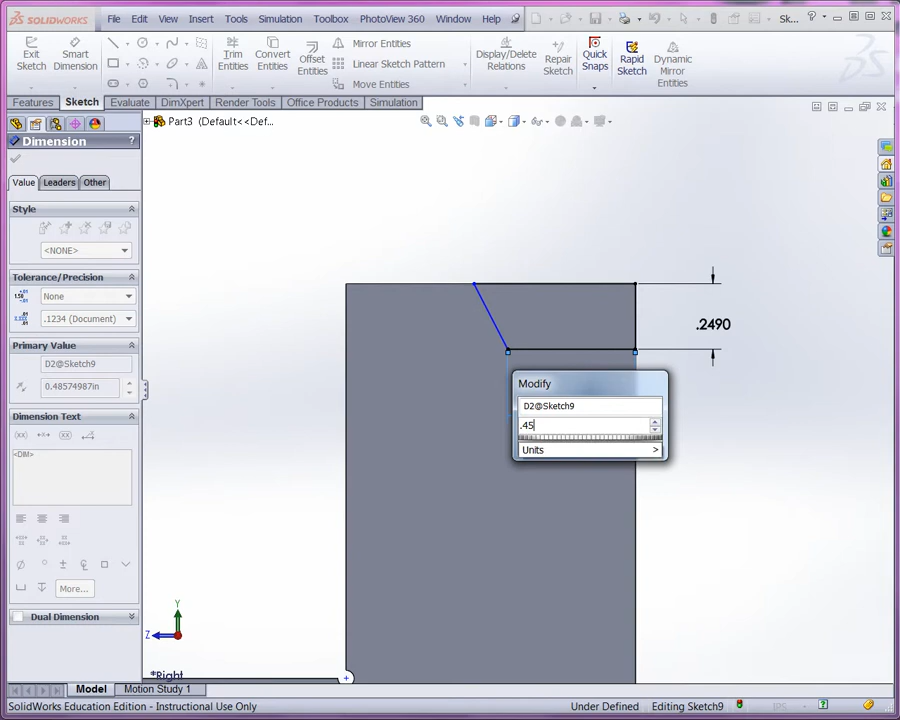 SOLIDWORKS File Edit View Insert Tools Simulation Toolbox PhotoView 360 Window Help Sk... ?
Exit Sketch
Smart Dimension
Trim Entities
Convert Entities
Offset Entities
Mirror Entities
Linear Sketch Pattern
Move Entities
Display/Delete Relations
Repair Sketch
Quick Snaps
Rapid Sketch
Dynamic Mirror Entities
Features Sketch Evaluate DimXpert Render Tools Office Products Simulation
Part3 (Default<<Def...
Dimension ?
Value Leaders Other
Style
<NONE>
Tolerance/Precision
None
.1234 (Document)
Primary Value
D2@Sketch9
0.48574987in
Dimension Text
<DIM>
More...
Dual Dimension
.2490
Modify
D2@Sketch9
.45
Units >
Y
Z
*Right
Model Motion Study 1
SolidWorks Education Edition - Instructional Use Only Under Defined Editing Sketch9 IPS ?